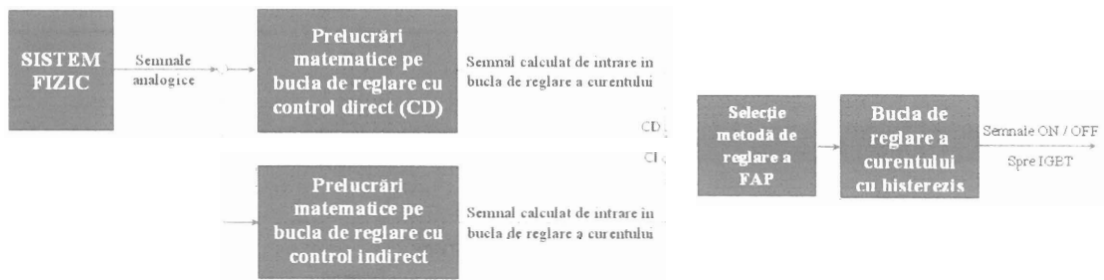 SISTEM
FIZIC
Semnale
analogice
Prelucrări
matematice pe
bucla de reglare cu
control direct (CD)
Semnal calculat de intrare in
bucla de reglare a curentului
CD
CI
Prelucrări
matematice pe
bucla de reglare cu
control indirect
Semnal calculat de intrare in
bucla de reglare a curentului
Selecție
metodă de
reglare a
FAP
Bucla de
reglare a
curentului
cu histerezis
Semnale ON / OFF
Spre IGBT